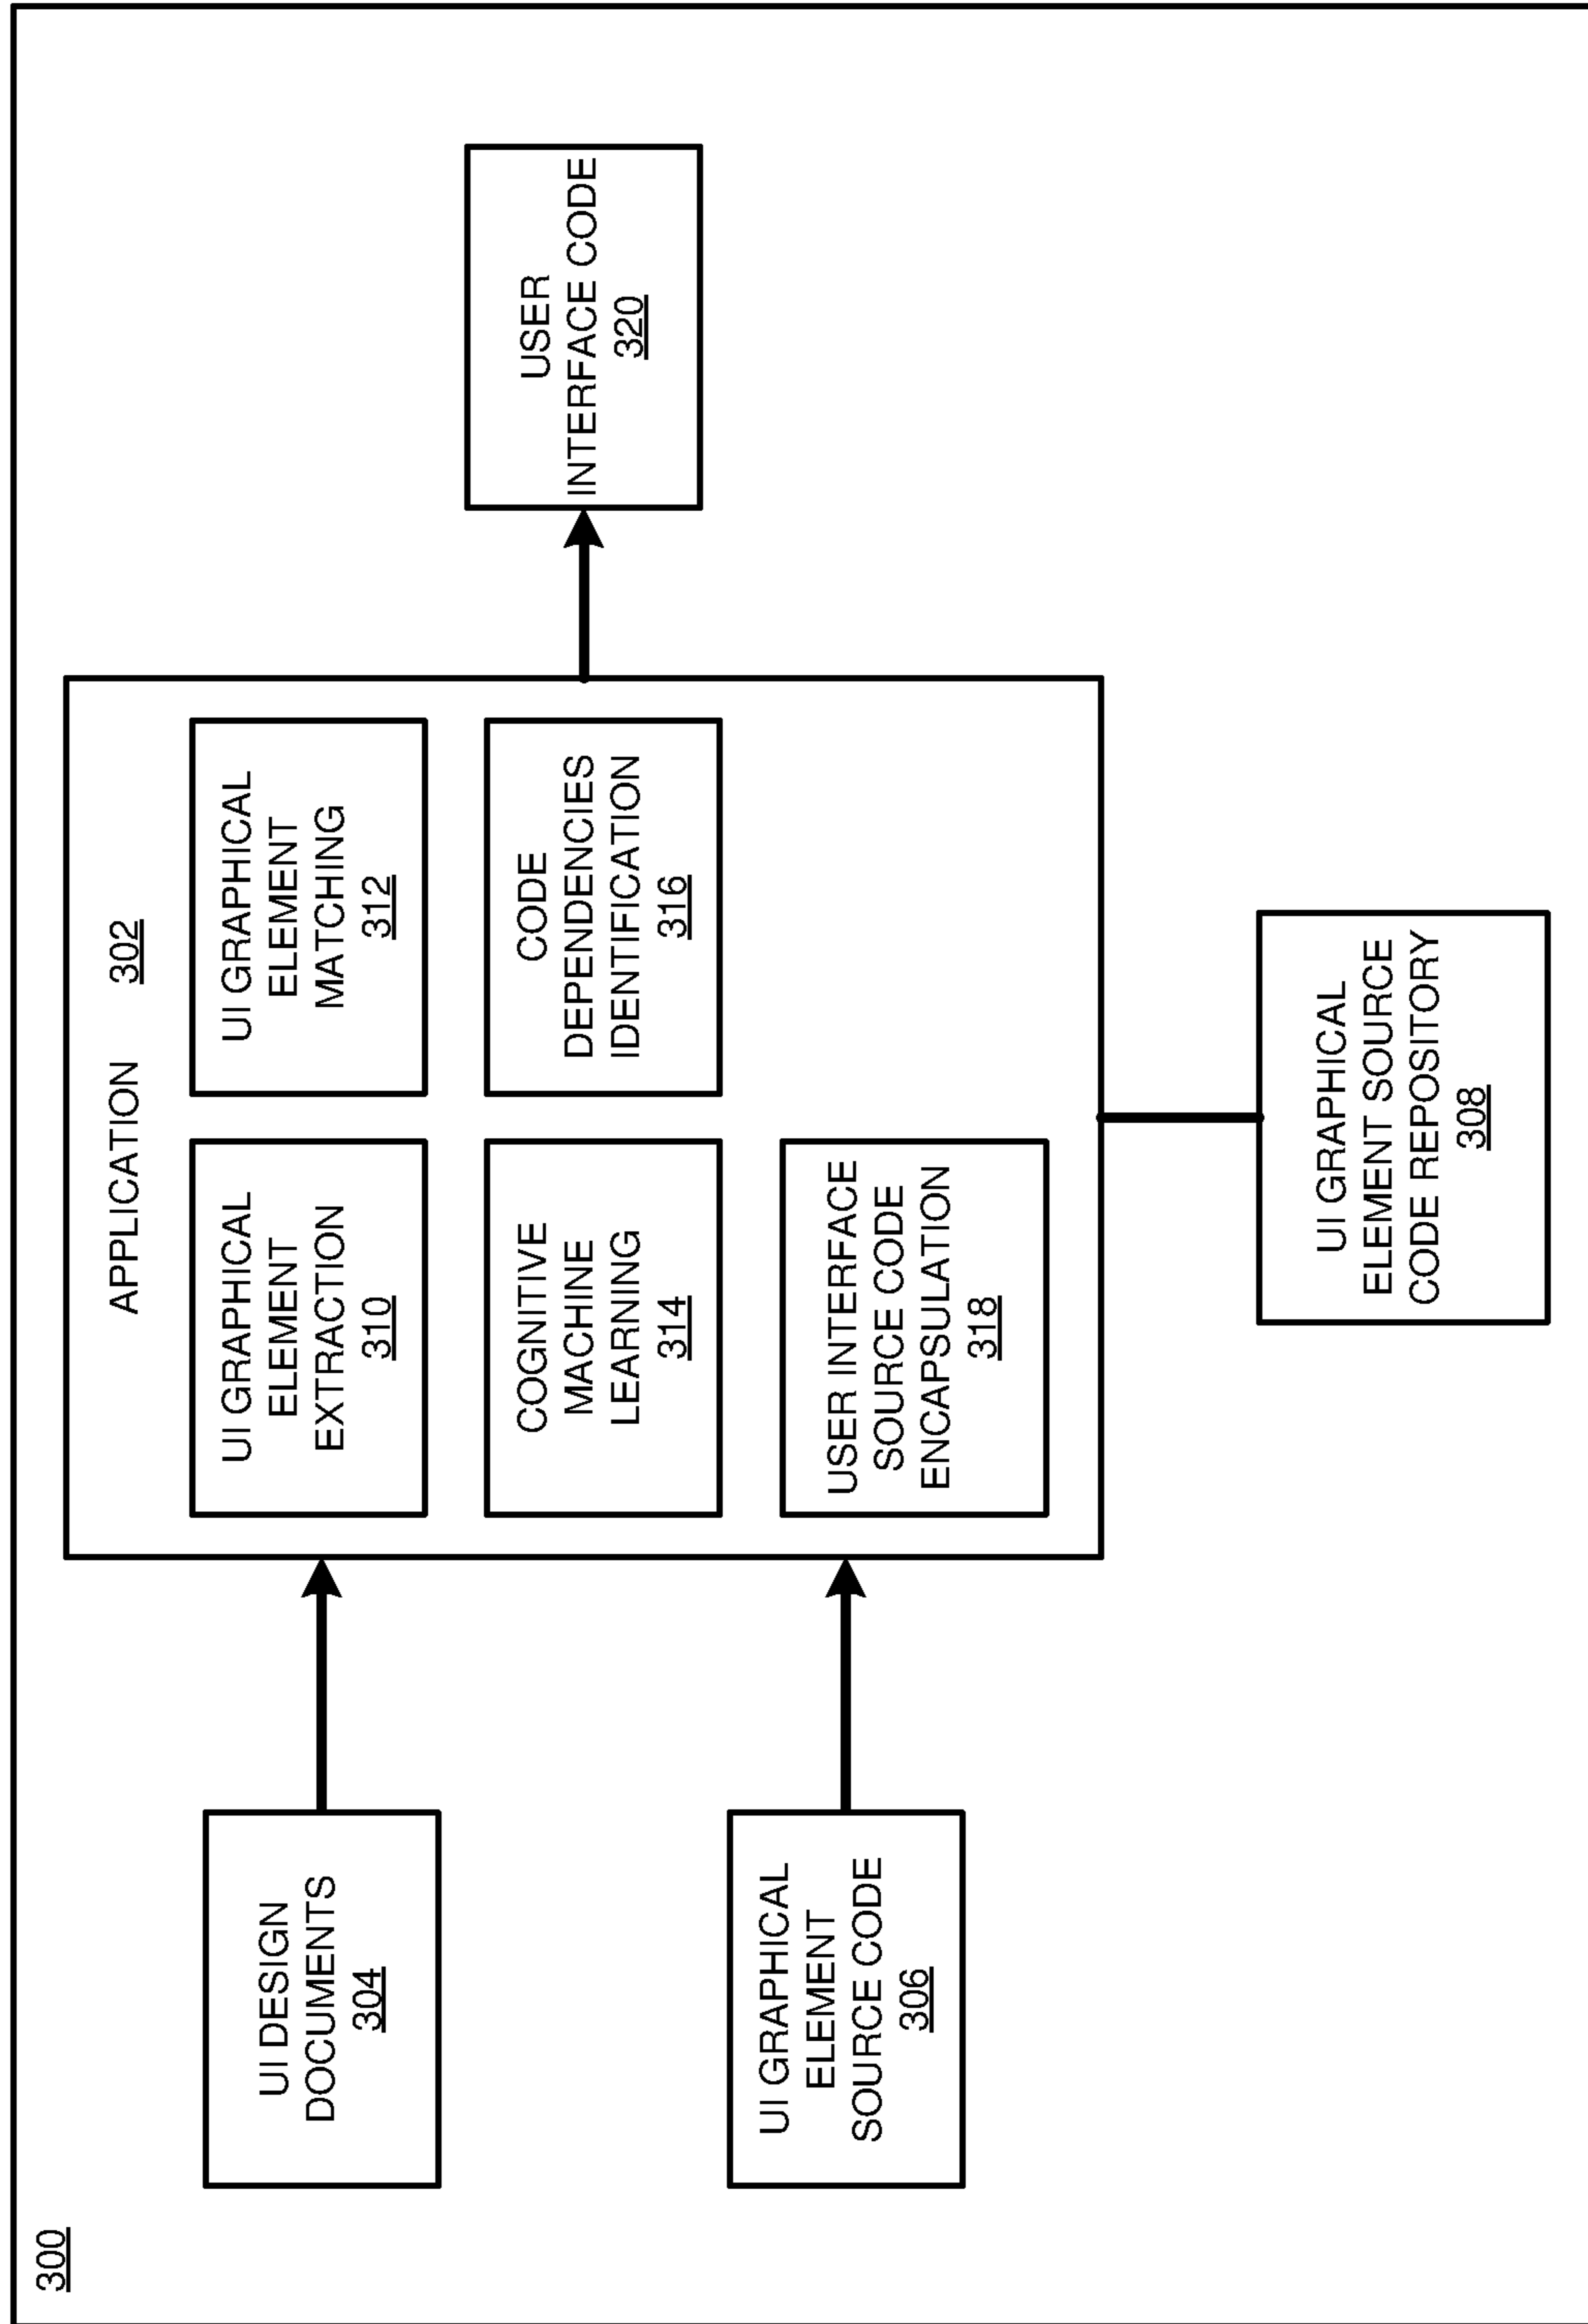 300
UI DESIGN
DOCUMENTS
304
UI GRAPHICAL
ELEMENT
SOURCE CODE
306
APPLICATION 302
UI GRAPHICAL
ELEMENT
EXTRACTION
310
UI GRAPHICAL
ELEMENT
MATCHING
312
COGNITIVE
MACHINE
LEARNING
314
CODE
DEPENDENCIES
IDENTIFICATION
316
USER INTERFACE
SOURCE CODE
ENCAPSULATION
318
UI GRAPHICAL
ELEMENT SOURCE
CODE REPOSITORY
308
USER
INTERFACE CODE
320